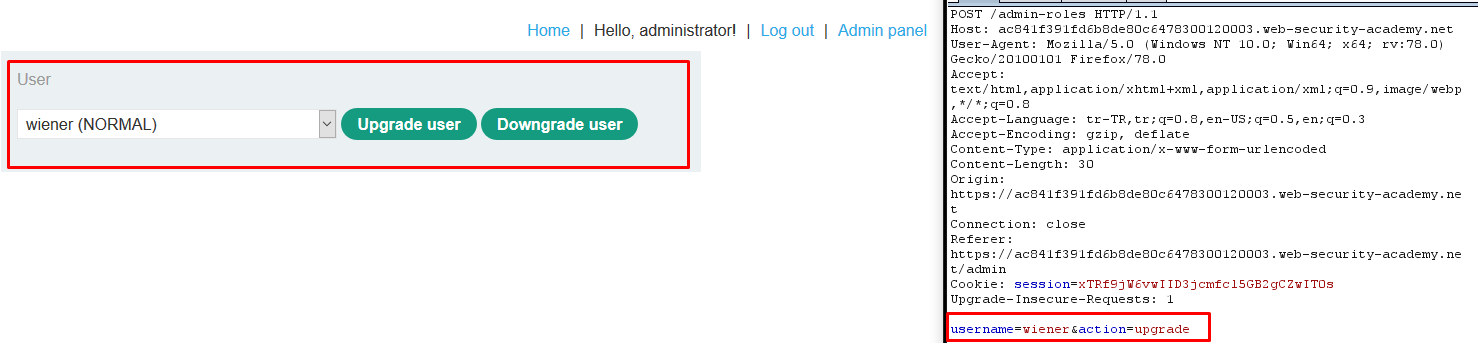 Home | Hello, administrator! | Log out | Admin panel
User
wiener (NORMAL)
Upgrade user
Downgrade user
POST /admin-roles HTTP/1.1
Host: ac841f391fd6b8de80c6478300120003.web-security-academy.net
User-Agent: Mozilla/5.0 (Windows NT 10.0; Win64; x64; rv:78.0)
Gecko/20100101 Firefox/78.0
Accept:
text/html,application/xhtml+xml,application/xml;q=0.9,image/webp
,*/*;q=0.8
Accept-Language: tr-TR,tr;q=0.8,en-US;q=0.5,en;q=0.3
Accept-Encoding: gzip, deflate
Content-Type: application/x-www-form-urlencoded
Content-Length: 30
Origin:
https://ac841f391fd6b8de80c6478300120003.web-security-academy.ne
t
Connection: close
Referer:
https://ac841f391fd6b8de80c6478300120003.web-security-academy.ne
t/admin
Cookie: session=xTRf9jW6vwIID3jcmfcl5GB2gCZwIT0s
Upgrade-Insecure-Requests: 1
username=wiener&action=upgrade